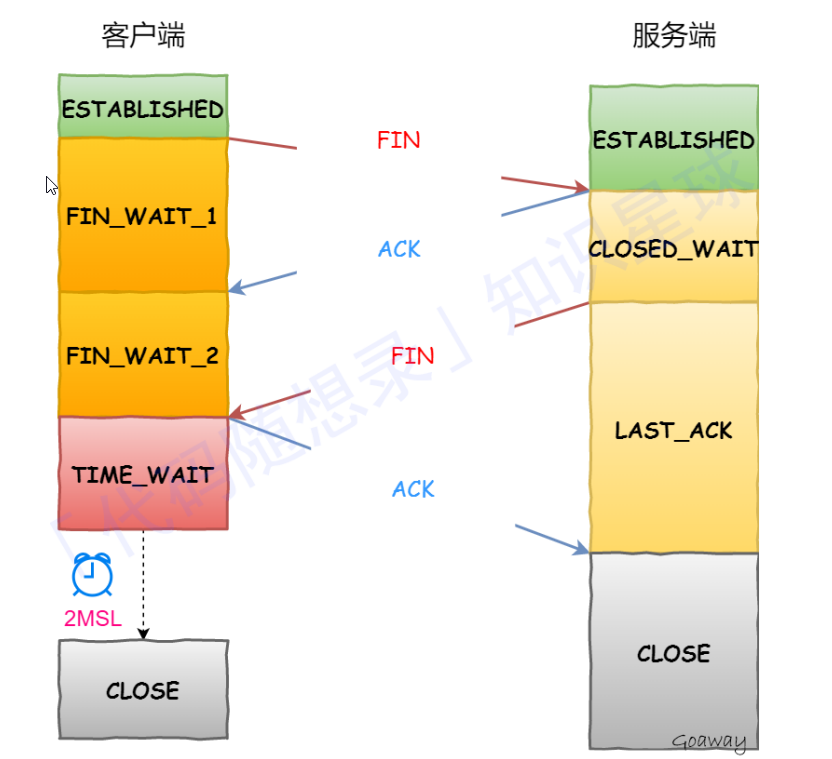 客户端
服务端
ESTABLISHED
FIN
ESTABLISHED
FIN_WAIT_1
ACK
CLOSED_WAIT
FIN_WAIT_2
FIN
LAST_ACK
TIME_WAIT
ACK
2MSL
CLOSE
CLOSE
Goaway
「代码随想录」知识星球